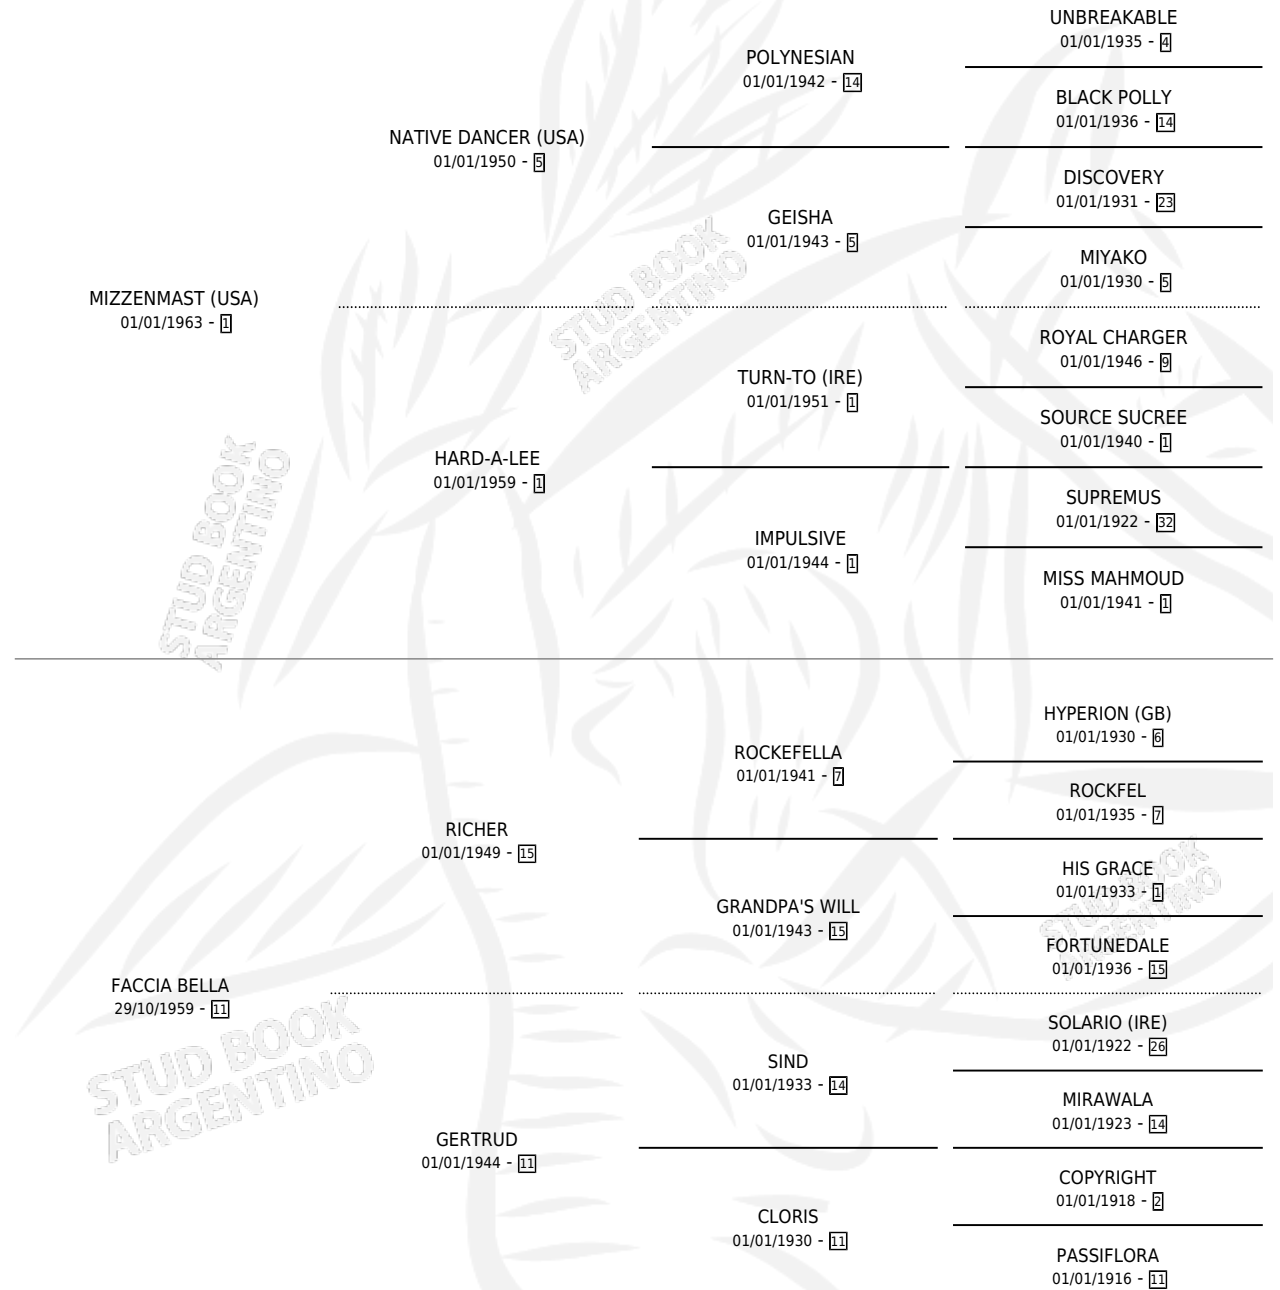 UNBREAKABLE
01/01/1935 - 4
POLYNESIAN
01/01/1942 - 14
BLACK POLLY
01/01/1936 - 14
NATIVE DANCER (USA)
01/01/1950 - 5
DISCOVERY
01/01/1931 - 23
GEISHA
01/01/1943 - 5
MIYAKO
01/01/1930 - 5
MIZZENMAST (USA)
01/01/1963 - 1
ROYAL CHARGER
01/01/1946 - 9
TURN-TO (IRE)
01/01/1951 - 1
SOURCE SUCREE
01/01/1940 - 1
HARD-A-LEE
01/01/1959 - 1
SUPREMUS
01/01/1922 - 32
IMPULSIVE
01/01/1944 - 1
MISS MAHMOUD
01/01/1941 - 1
HYPERION (GB)
01/01/1930 - 6
ROCKEFELLA
01/01/1941 - 7
ROCKFEL
01/01/1935 - 7
RICHER
01/01/1949 - 15
HIS GRACE
01/01/1933 - 1
GRANDPA'S WILL
01/01/1943 - 15
FORTUNEDALE
01/01/1936 - 15
FACCIA BELLA
29/10/1959 - 11
SOLARIO (IRE)
01/01/1922 - 26
SIND
01/01/1933 - 14
MIRAWALA
01/01/1923 - 14
GERTRUD
01/01/1944 - 11
COPYRIGHT
01/01/1918 - 2
CLORIS
01/01/1930 - 11
PASSIFLORA
01/01/1916 - 11
STUD BOOK
ARGENTINO
STUD BOOK
ARGENTINO
STUD BOOK
ARGENTINO
STUD BOOK
ARGENTINO